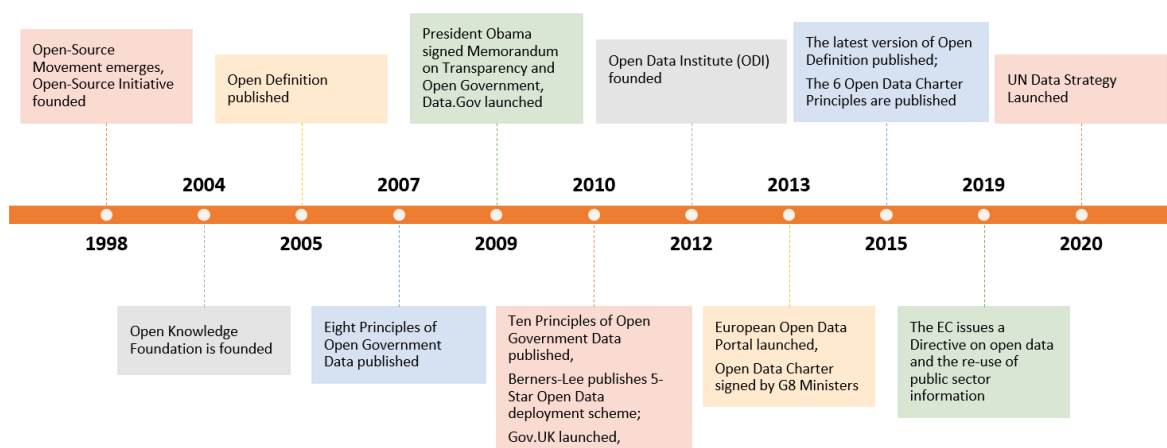 Open-Source
Movement emerges,
Open-Source Initiative
founded
Open Definition
published
President Obama
signed Memorandum
on Transparency and
Open Government,
Data.Gov launched
Open Data Institute (ODI)
founded
The latest version of Open
Definition published;
The 6 Open Data Charter
Principles are published
UN Data Strategy
Launched
2004
2007
2010
2013
2019
1998
2005
2009
2012
2015
2020
Open Knowledge
Foundation is founded
Eight Principles of
Open Government
Data published
Ten Principles of Open
Government Data
published,
Berners-Lee publishes 5-
Star Open Data
deployment scheme;
Gov.UK launched,
European Open Data
Portal launched,
Open Data Charter
signed by G8 Ministers
The EC issues a
Directive on open data
and the re-use of
public sector
information